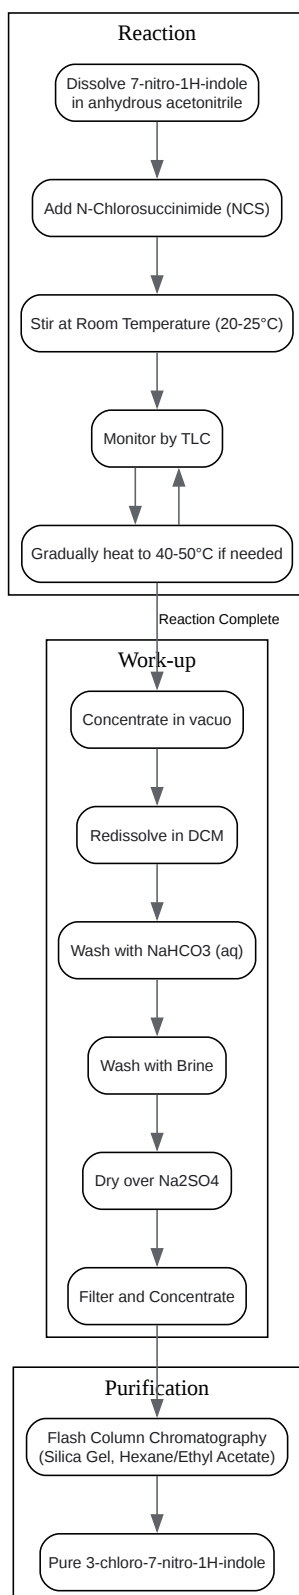 Reaction
Dissolve 7-nitro-1H-indole
in anhydrous acetonitrile
Add N-Chlorosuccinimide (NCS)
Stir at Room Temperature (20-25°C)
Monitor by TLC
Gradually heat to 40-50°C if needed
Reaction Complete
Work-up
Concentrate in vacuo
Redissolve in DCM
Wash with NaHCO3 (aq)
Wash with Brine
Dry over Na2SO4
Filter and Concentrate
Purification
Flash Column Chromatography
(Silica Gel, Hexane/Ethyl Acetate)
Pure 3-chloro-7-nitro-1H-indole